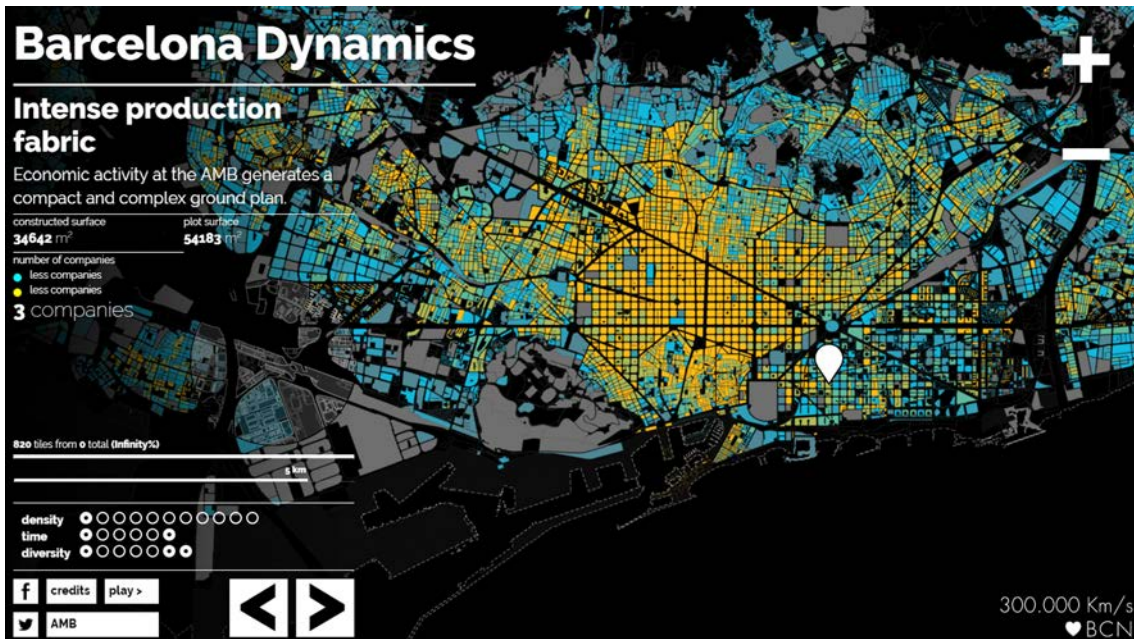 Barcelona Dynamics
Intense production
fabric
Economic activity at the AMB generates a
compact and complex ground plan.
constructed surface plot surface
34642 m² 54183 m²
number of companies
less companies
less companies
3 companies
820 tiles from 0 total (Infinity%)
5 km
density
time
diversity
f credits play >
AMB
< >
+
−
300.000 Km/s
BCN